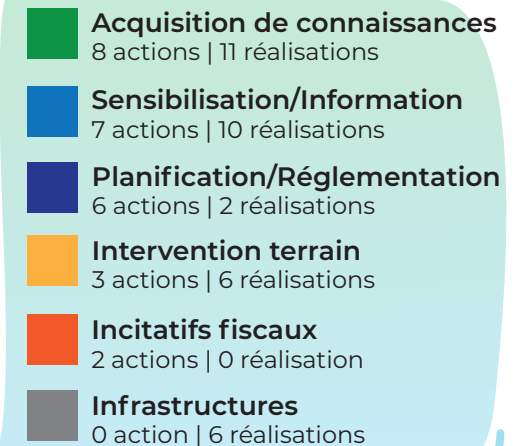 Acquisition de connaissances
8 actions | 11 réalisations
Sensibilisation/Information
7 actions | 10 réalisations
Planification/Réglementation
6 actions | 2 réalisations
Intervention terrain
3 actions | 6 réalisations
Incitatifs fiscaux
2 actions | 0 réalisation
Infrastructures
0 action | 6 réalisations